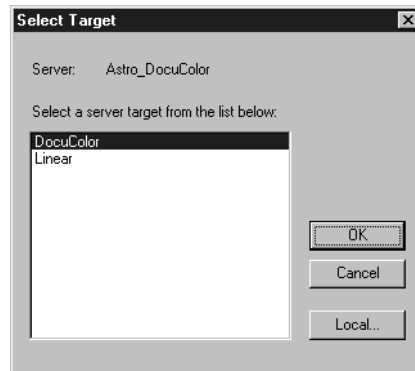 Select Target
Server: Astro_DocuColor
Select a server target from the list below:
DocuColor
Linear
OK
Cancel
Local...